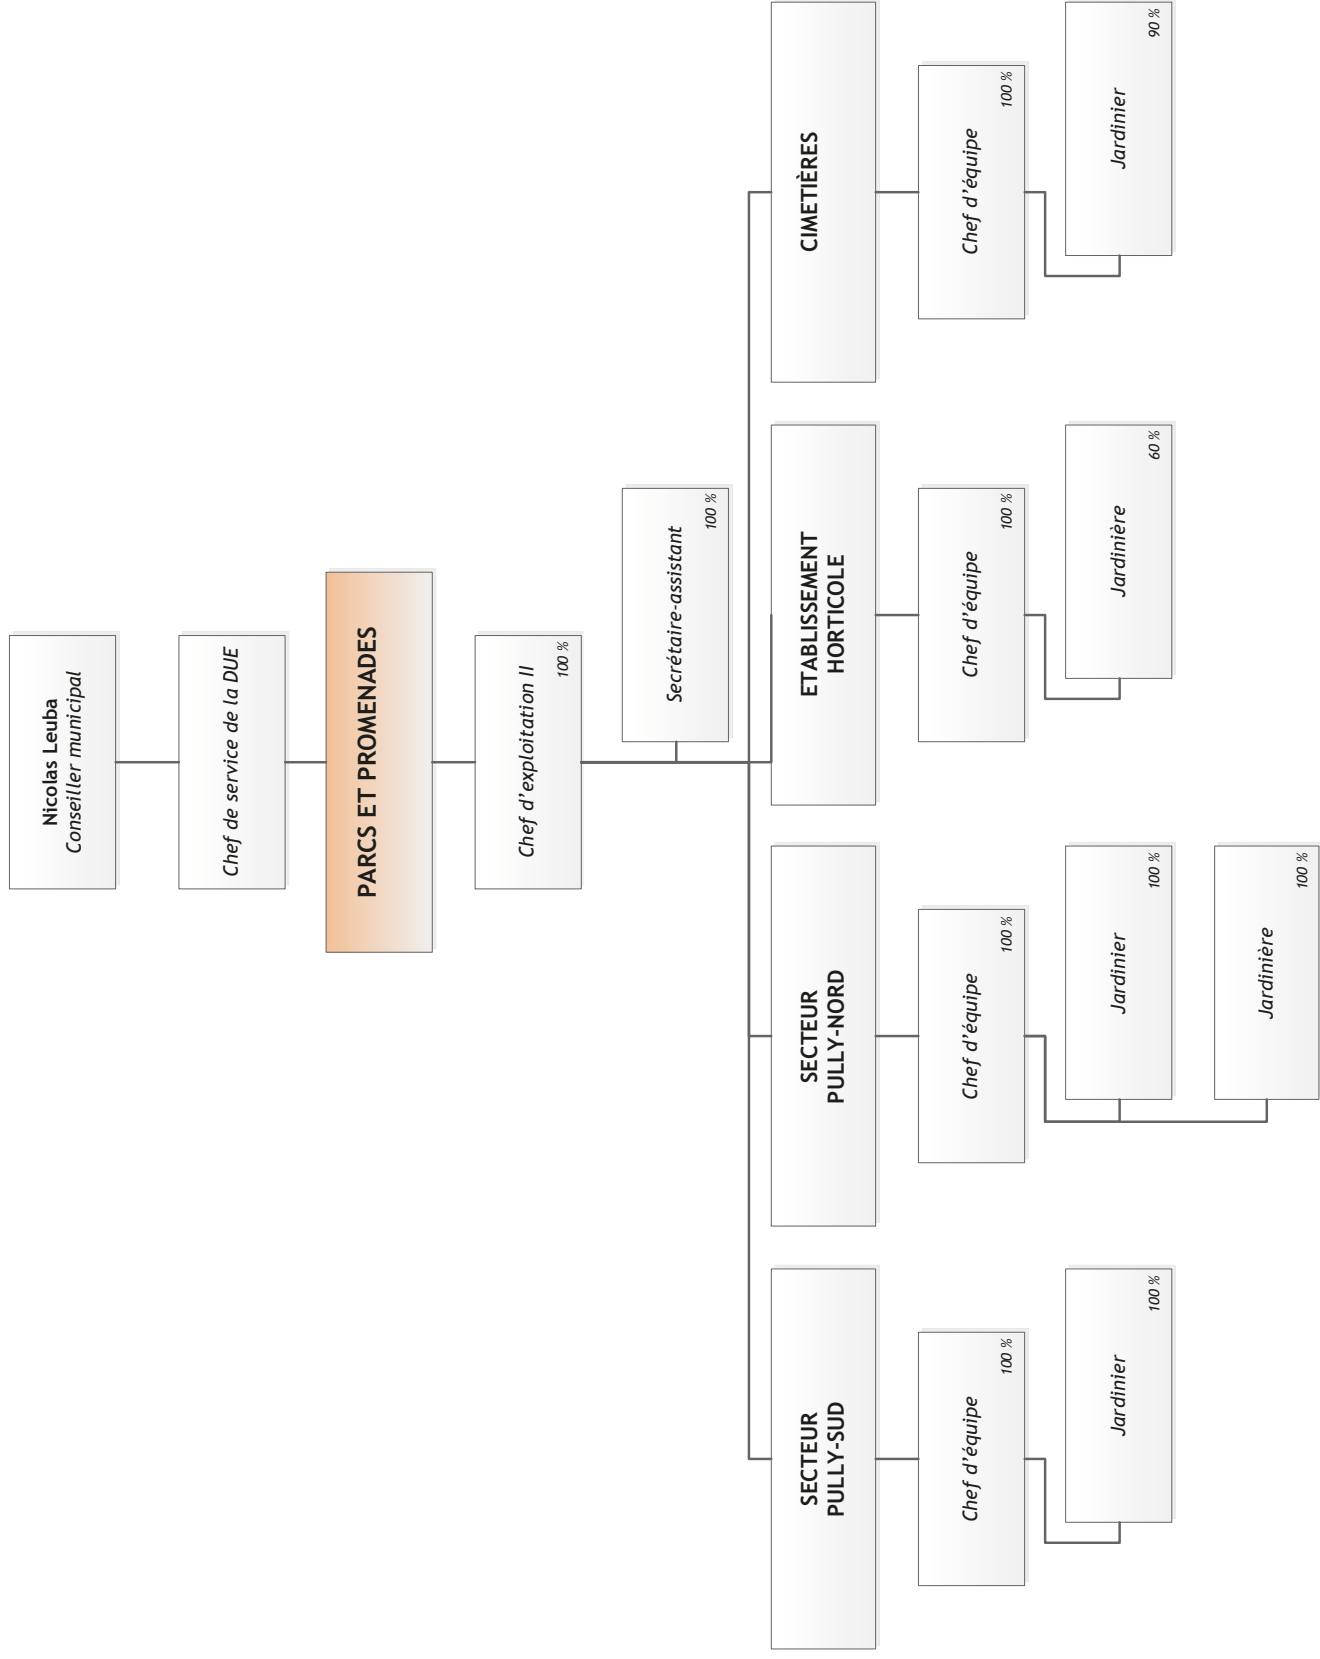 Nicolas Leuba
Conseiller municipal
Chef de service de la DUE
PARCS ET PROMENADES
Chef d'exploitation II
100 %
Secrétaire-assistant
100 %
SECTEUR
PULLY-SUD
Chef d'équipe
100 %
Jardinier
100 %
SECTEUR
PULLY-NORD
Chef d'équipe
100 %
Jardinier
100 %
Jardinière
100 %
ETABLISSEMENT
HORTICOLE
Chef d'équipe
100 %
Jardinière
60 %
CIMETIÈRES
Chef d'équipe
100 %
Jardinier
90 %